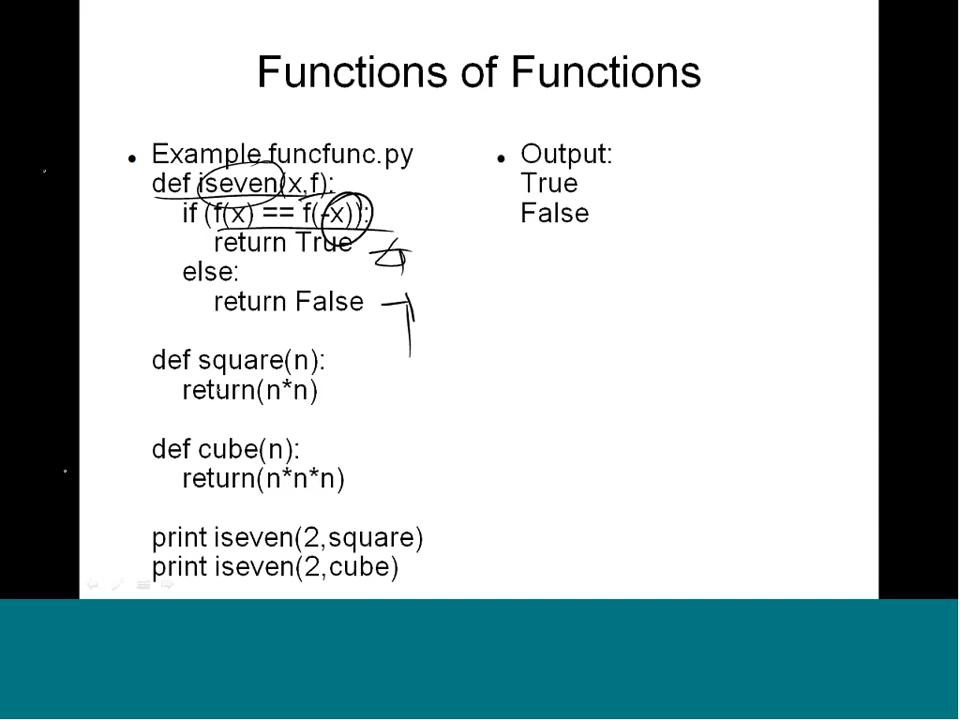 Functions of Functions
Example funcfunc.py
def iseven(x,f):
if (f(x) == f(-x)):
return True
else:
return False
def square(n):
return(n*n)
def cube(n):
return(n*n*n)
print iseven(2,square)
print iseven(2,cube)
Output:
True
False